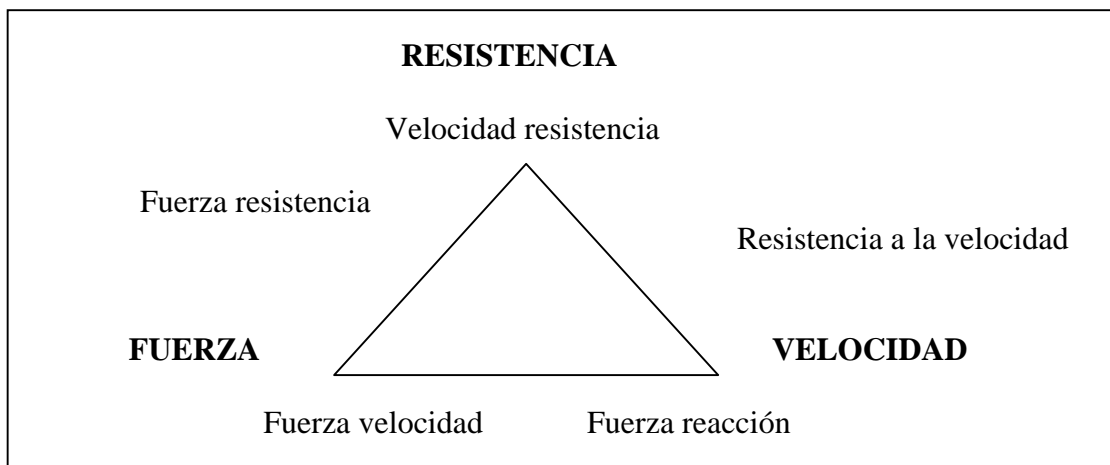 RESISTENCIA
Velocidad resistencia
Fuerza resistencia
Resistencia a la velocidad
FUERZA
VELOCIDAD
Fuerza velocidad
Fuerza reacción